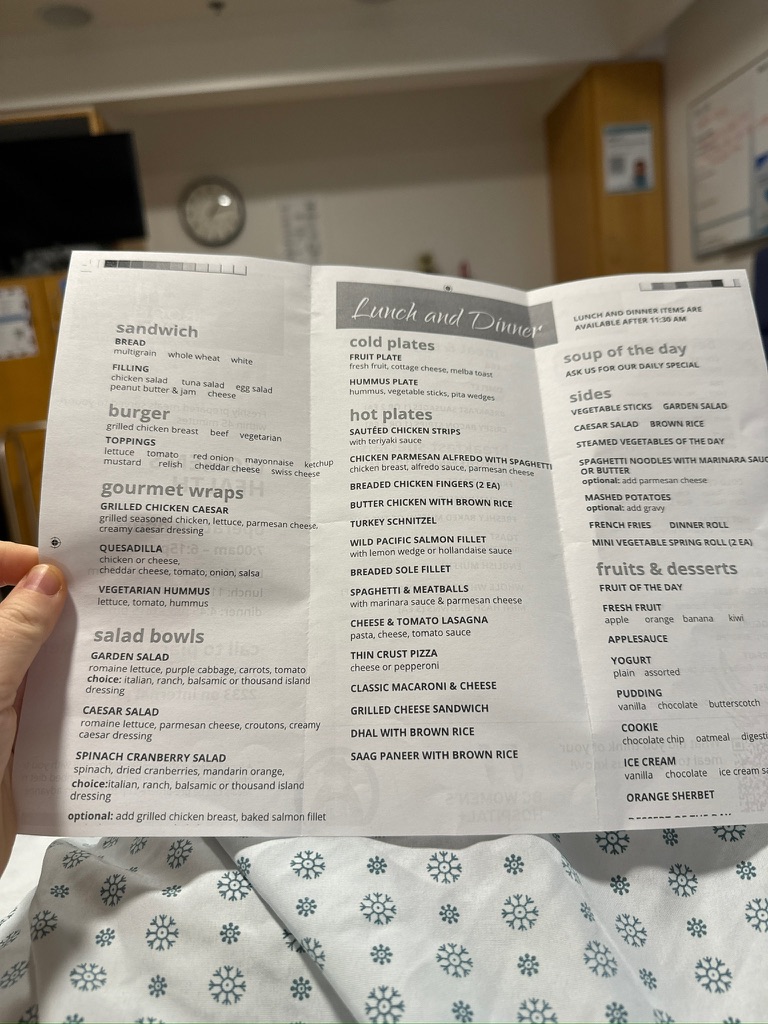 sandwich
BREAD
multigrain whole wheat white
FILLING
chicken salad tuna salad egg salad
peanut butter & jam cheese
burger
grilled chicken breast beef vegetarian
TOPPINGS
lettuce tomato red onion mayonnaise ketchup
mustard relish cheddar cheese swiss cheese
gourmet wraps
GRILLED CHICKEN CAESAR
grilled seasoned chicken, lettuce, parmesan cheese,
creamy caesar dressing
QUESADILLA
chicken or cheese,
cheddar cheese, tomato, onion, salsa
VEGETARIAN HUMMUS
lettuce, tomato, hummus
salad bowls
GARDEN SALAD
romaine lettuce, purple cabbage, carrots, tomato
choice: italian, ranch, balsamic or thousand island
dressing
CAESAR SALAD
romaine lettuce, parmesan cheese, croutons, creamy
caesar dressing
SPINACH CRANBERRY SALAD
spinach, dried cranberries, mandarin orange,
choice:italian, ranch, balsamic or thousand island
dressing
optional: add grilled chicken breast, baked salmon fillet
Lunch and Dinner
cold plates
FRUIT PLATE
fresh fruit, cottage cheese, melba toast
HUMMUS PLATE
hummus, vegetable sticks, pita wedges
hot plates
SAUTÉED CHICKEN STRIPS
with teriyaki sauce
CHICKEN PARMESAN ALFREDO WITH SPAGHETTI
chicken breast, alfredo sauce, parmesan cheese
BREADED CHICKEN FINGERS (2 EA)
BUTTER CHICKEN WITH BROWN RICE
TURKEY SCHNITZEL
WILD PACIFIC SALMON FILLET
with lemon wedge or hollandaise sauce
BREADED SOLE FILLET
SPAGHETTI & MEATBALLS
with marinara sauce & parmesan cheese
CHEESE & TOMATO LASAGNA
pasta, cheese, tomato sauce
THIN CRUST PIZZA
cheese or pepperoni
CLASSIC MACARONI & CHEESE
GRILLED CHEESE SANDWICH
DHAL WITH BROWN RICE
SAAG PANEER WITH BROWN RICE
LUNCH AND DINNER ITEMS ARE
AVAILABLE AFTER 11:30 AM
soup of the day
ASK US FOR OUR DAILY SPECIAL
sides
VEGETABLE STICKS GARDEN SALAD
CAESAR SALAD BROWN RICE
STEAMED VEGETABLES OF THE DAY
SPAGHETTI NOODLES WITH MARINARA SAUC
OR BUTTER
optional: add parmesan cheese
MASHED POTATOES
optional: add gravy
FRENCH FRIES DINNER ROLL
MINI VEGETABLE SPRING ROLL (2 EA)
fruits & desserts
FRUIT OF THE DAY
FRESH FRUIT
apple orange banana kiwi
APPLESAUCE
YOGURT
plain assorted
PUDDING
vanilla chocolate butterscotch
COOKIE
chocolate chip oatmeal digesti
ICE CREAM
vanilla chocolate ice cream sa
ORANGE SHERBET